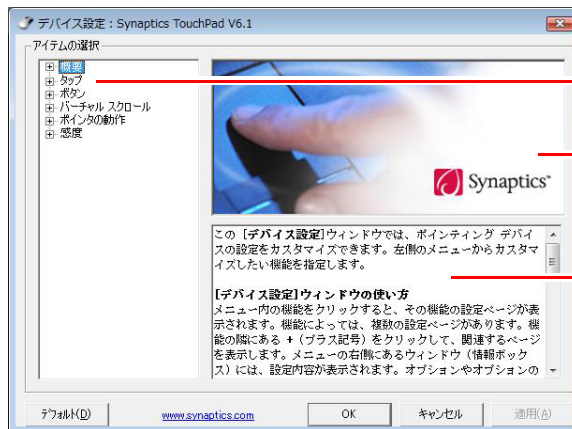 デバイス設定 : Synaptics TouchPad V6.1
アイテムの選択
概要
タップ
ボタン
バーチャル スクロール
ポインタの動作
感度
Synaptics™
この [デバイス設定]ウィンドウでは、ポインティング デバイ
スの設定をカスタマイズできます。左側のメニューからカスタマ
イズしたい機能を指定します。
[デバイス設定]ウィンドウの使い方
メニュー内の機能をクリックすると、その機能の設定ページが表
示されます。機能によっては、複数の設定ページがあります。機
能の隣にある + (プラス記号) をクリックして、関連するページ
を表示します。メニューの右側にあるウィンドウ (情報ボック
ス) には、設定内容が表示されます。オプションやオプションの
デフォルト(D)
www.synaptics.com
OK
キャンセル
適用(A)